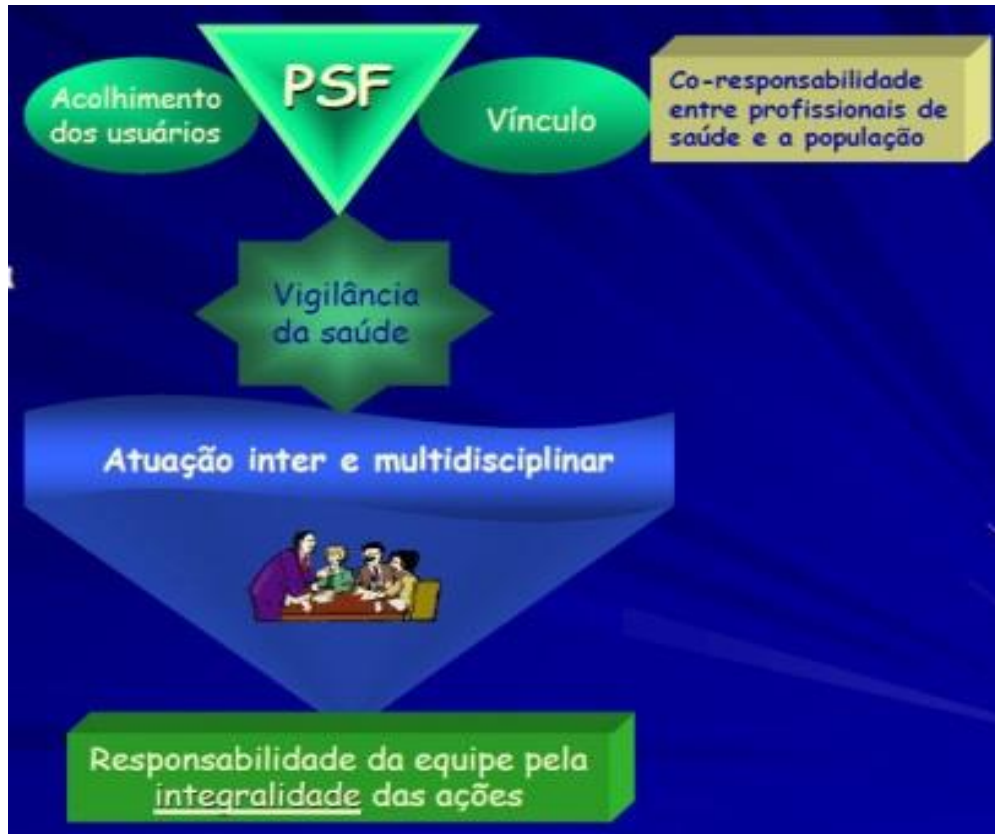 PSF
Acolhimento
dos usuários
Vínculo
Co-responsabilidade
entre profissionais de
saúde e a população
Vigilância
da saúde
Atuação inter e multidisciplinar
Responsabilidade da equipe pela
integralidade das ações